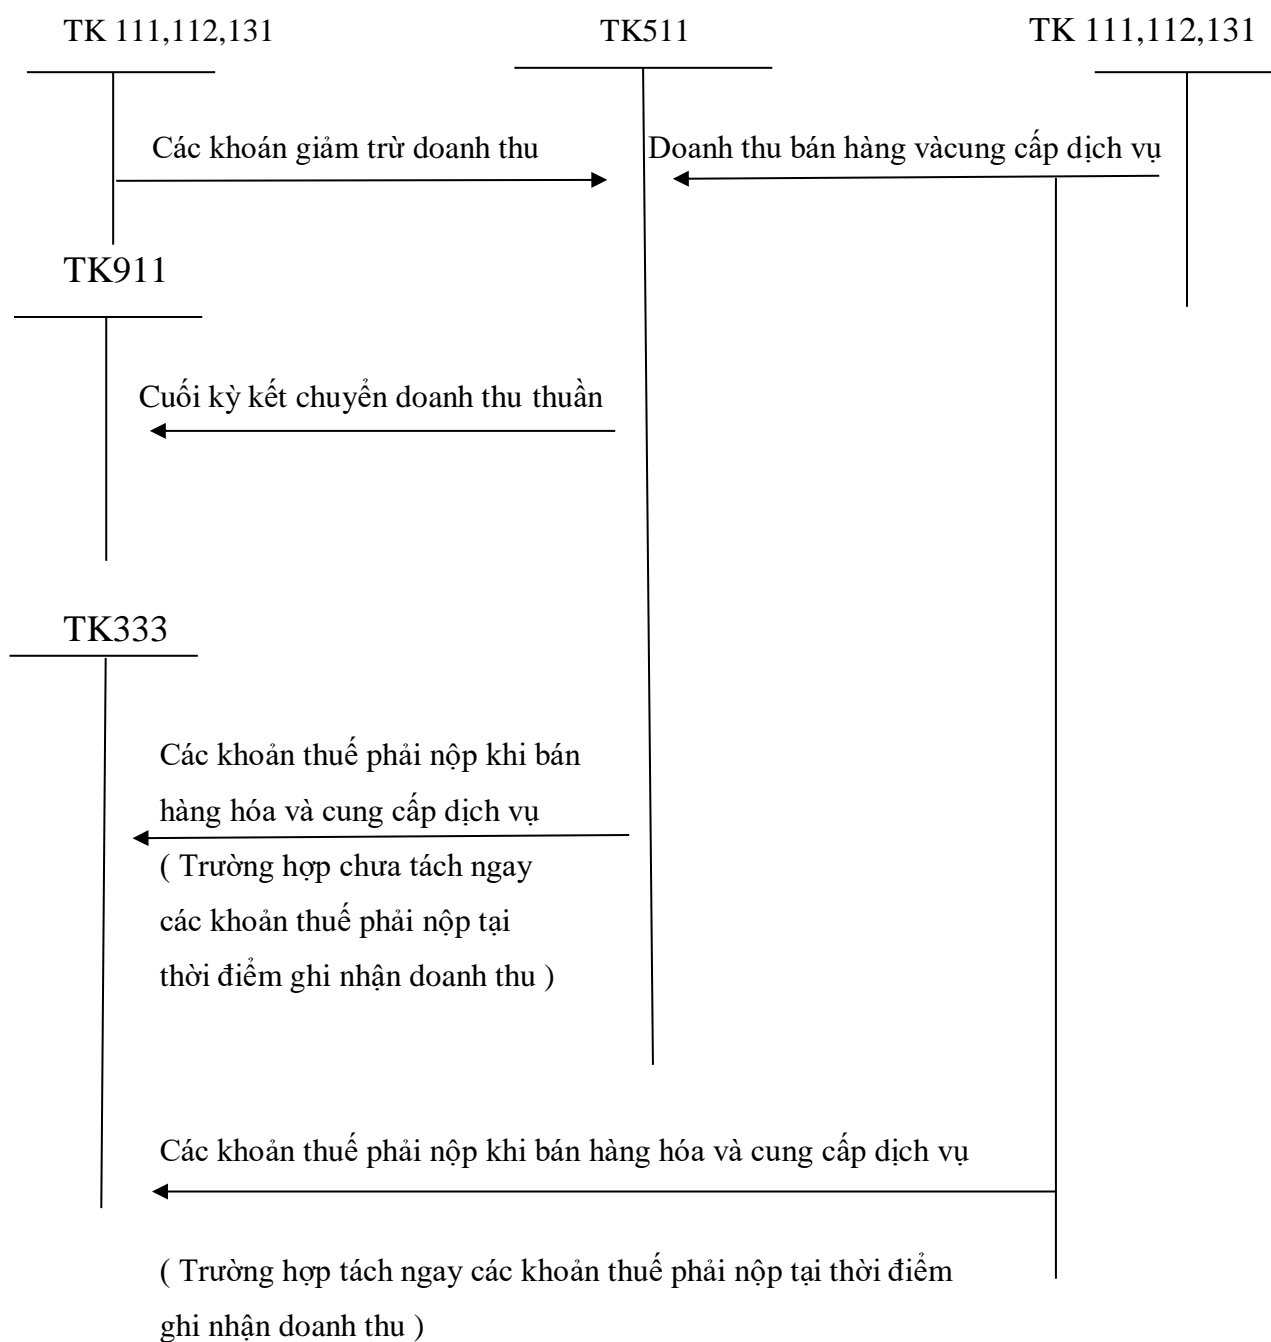 TK 111,112,131
TK511
TK 111,112,131
Các khoán giảm trừ doanh thu
Doanh thu bán hàng vàcung cấp dịch vụ
TK911
Cuối kỳ kết chuyển doanh thu thuần
TK333
Các khoản thuế phải nộp khi bán
hàng hóa và cung cấp dịch vụ
( Trường hợp chưa tách ngay
các khoản thuế phải nộp tại
thời điểm ghi nhận doanh thu )
Các khoản thuế phải nộp khi bán hàng hóa và cung cấp dịch vụ
( Trường hợp tách ngay các khoản thuế phải nộp tại thời điểm
ghi nhận doanh thu )